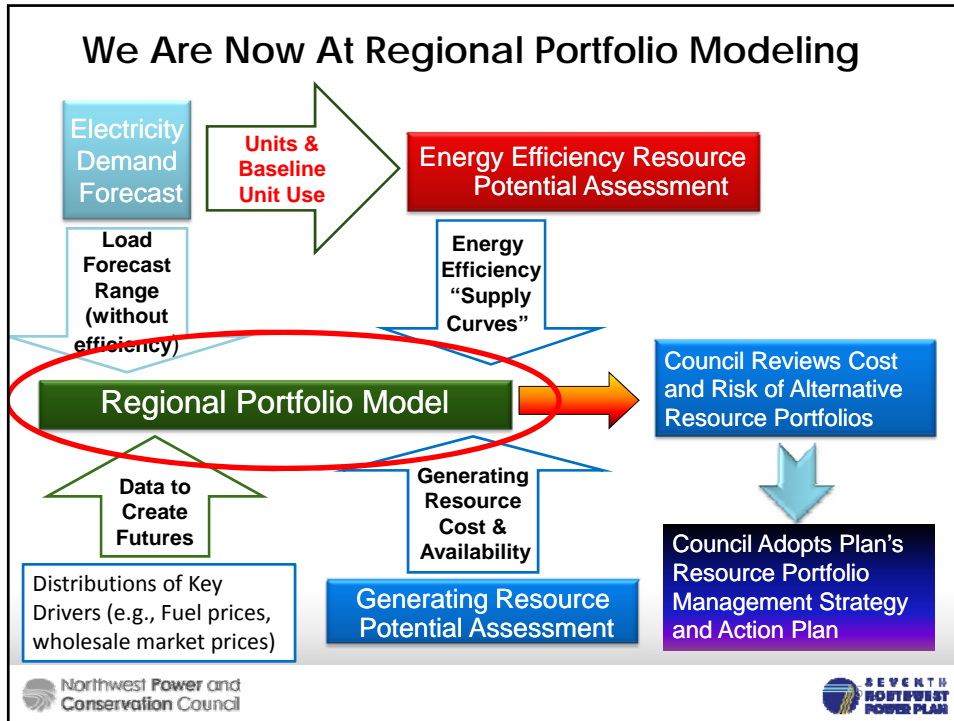 We Are Now At Regional Portfolio Modeling
Electricity
Demand
Forecast
Units &
Baseline
Unit Use
Energy Efficiency Resource
Potential Assessment
Load
Forecast
Range
(without
efficiency)
Energy
Efficiency
“Supply
Curves”
Regional Portfolio Model
Council Reviews Cost
and Risk of Alternative
Resource Portfolios
Data to
Create
Futures
Generating
Resource
Cost &
Availability
Distributions of Key
Drivers (e.g., Fuel prices,
wholesale market prices)
Generating Resource
Potential Assessment
Council Adopts Plan’s
Resource Portfolio
Management Strategy
and Action Plan
Northwest Power and
Conservation Council
SEVENTH
NORTHWEST
POWER PLAN